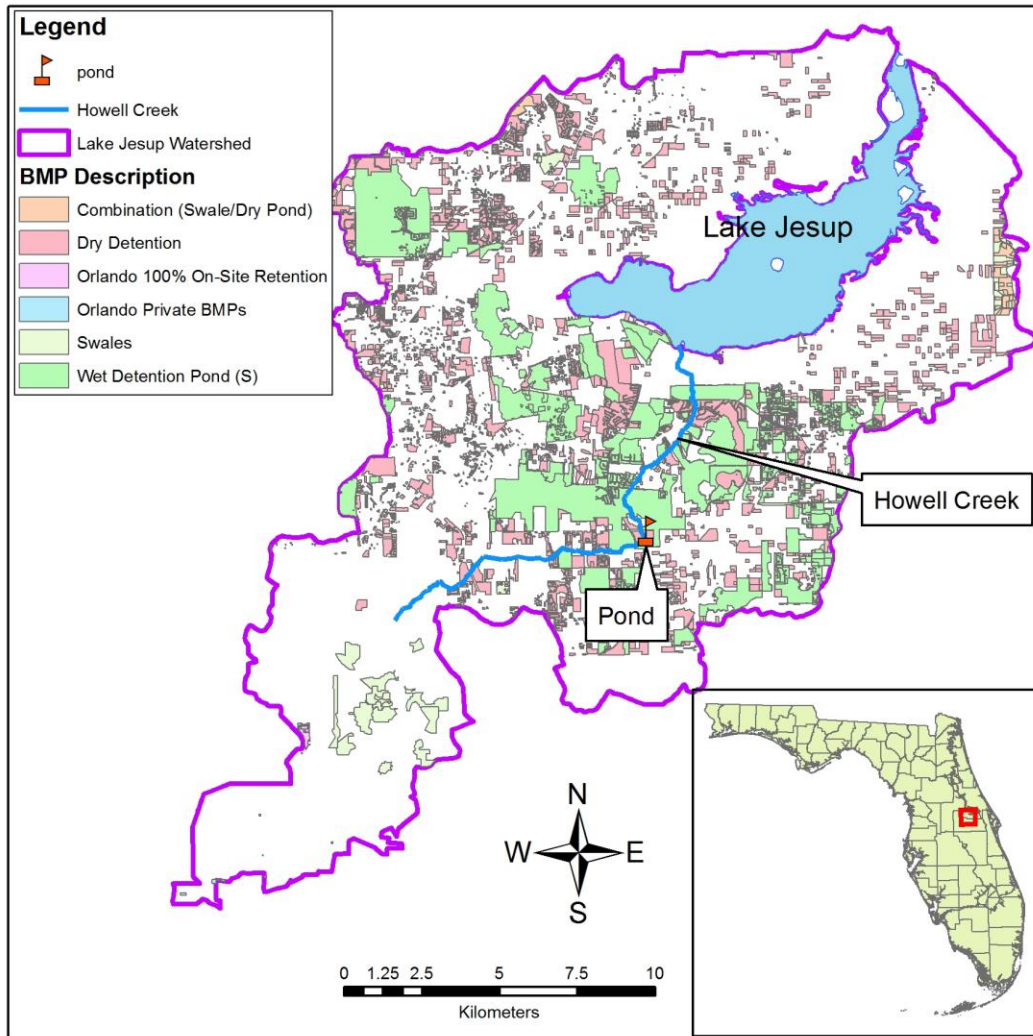 Legend
pond
Howell Creek
Lake Jesup Watershed
BMP Description
Combination (Swale/Dry Pond)
Dry Detention
Orlando 100% On-Site Retention
Orlando Private BMPs
Swales
Wet Detention Pond (S)
Lake Jesup
Howell Creek
Pond
N
W E
S
0 1.25 2.5 5 7.5 10
Kilometers